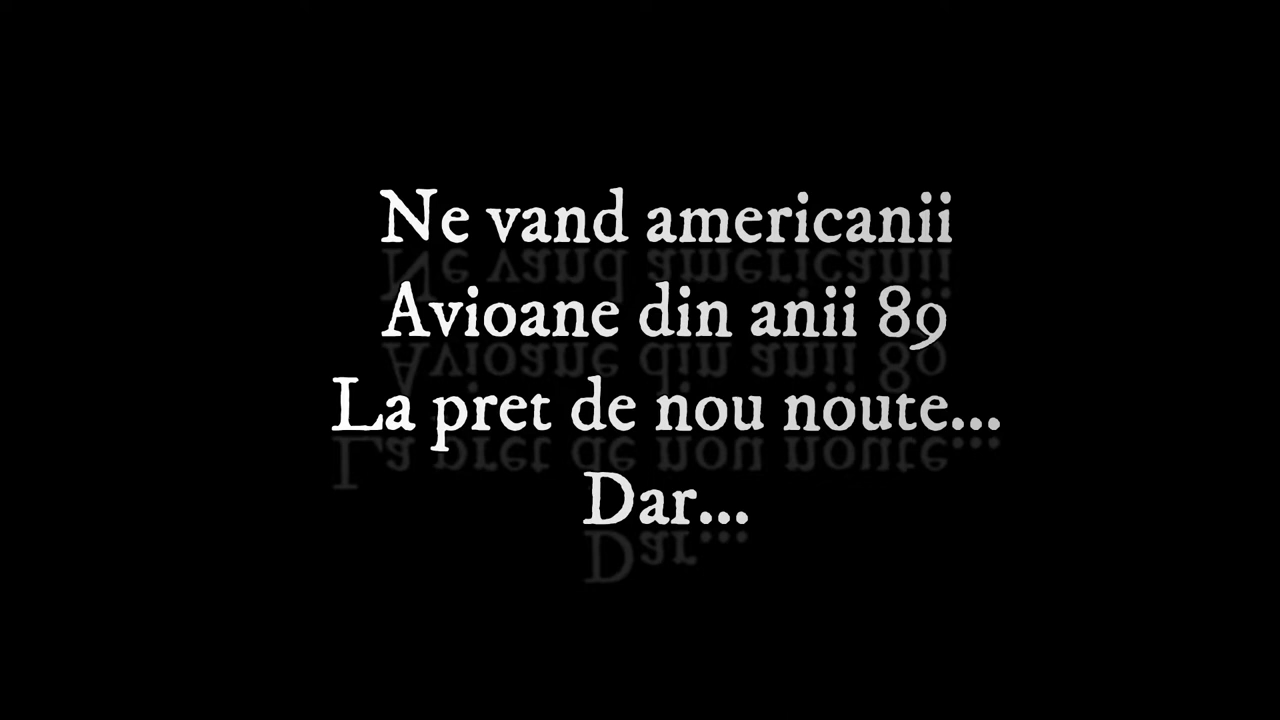 Ne vand americanii
Avioane din anii 89
La pret de nou noute...
Dar...